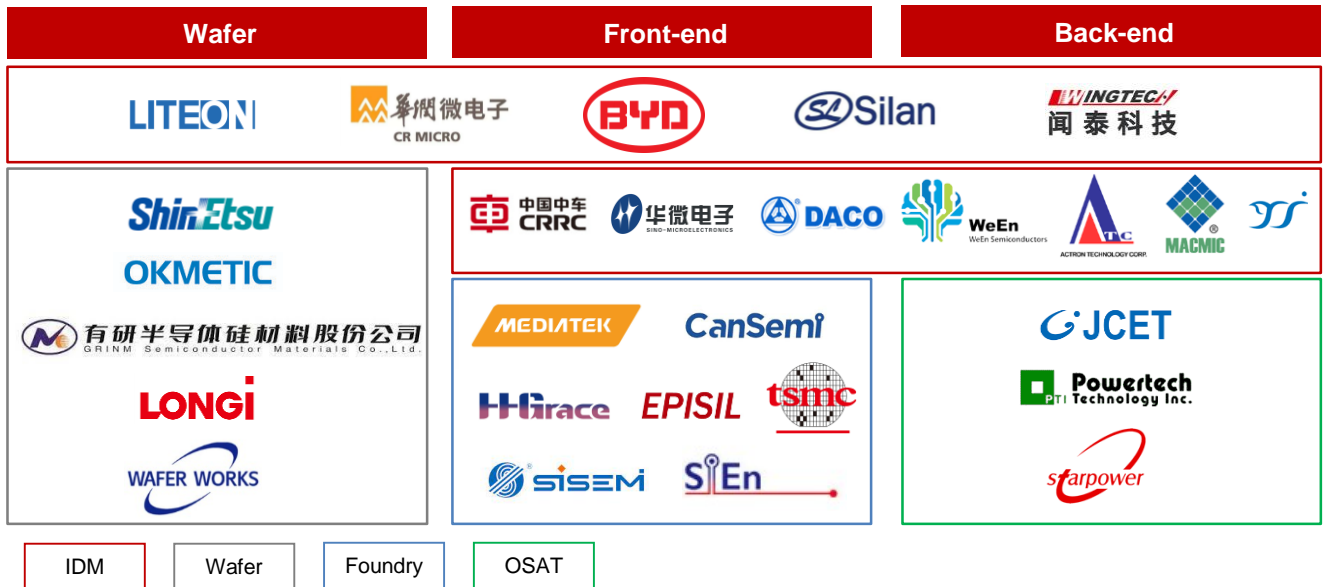 Wafer
Front-end
Back-end
LITEON
華潤微电子
CR MICRO
BYD
SL Silan
WINGTECH
闻泰科技
ShinEtsu
OKMETIC
有研半导体硅材料股份公司
GRINM Semiconductor Materials Co.,Ltd.
LONGi
WAFER WORKS
中国中车
CRRC
华微电子
SINO-MICROELECTRONICS
DACO
WeEn
WeEn Semiconductors
ATC
ACTRON TECHNOLOGY CORP.
MACMIC
®
MEDIATEK
CanSemi
HHGrace
EPISIL
tsmc
SISEMI
SiEn
JCET
Powertech
PTI Technology Inc.
starpower
IDM
Wafer
Foundry
OSAT